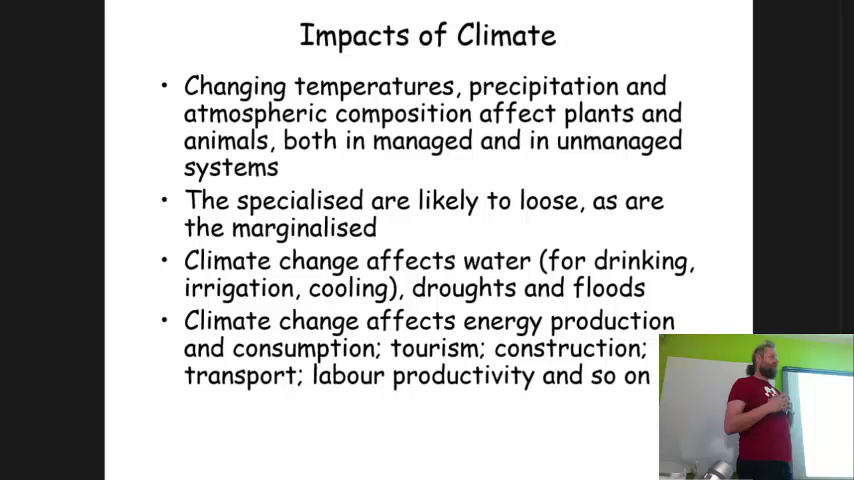 Impacts of Climate
• Changing temperatures, precipitation and
atmospheric composition affect plants and
animals, both in managed and in unmanaged
systems
• The specialised are likely to loose, as are
the marginalised
• Climate change affects water (for drinking,
irrigation, cooling), droughts and floods
• Climate change affects energy production
and consumption; tourism; construction;
transport; labour productivity and so on